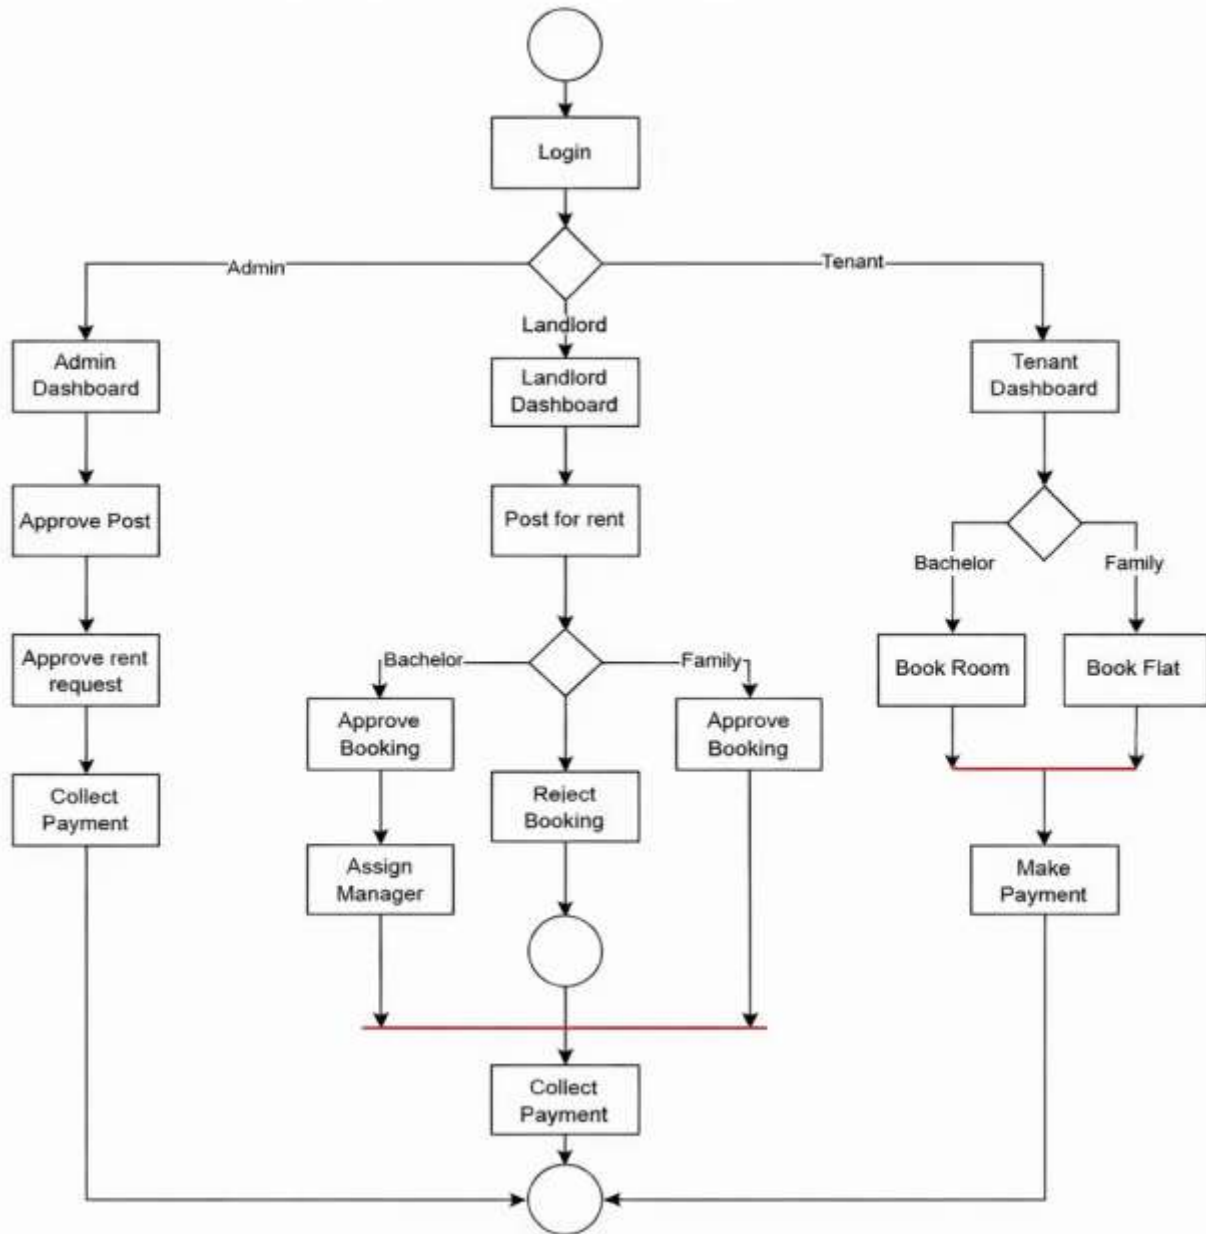 Login
Admin
Tenant
Landlord
Admin
Dashboard
Landlord
Dashboard
Tenant
Dashboard
Approve Post
Post for rent
Bachelor
Family
Approve rent
request
Bachelor
Family
Book Room
Book Flat
Approve
Booking
Approve
Booking
Collect
Payment
Reject
Booking
Assign
Manager
Make
Payment
Collect
Payment